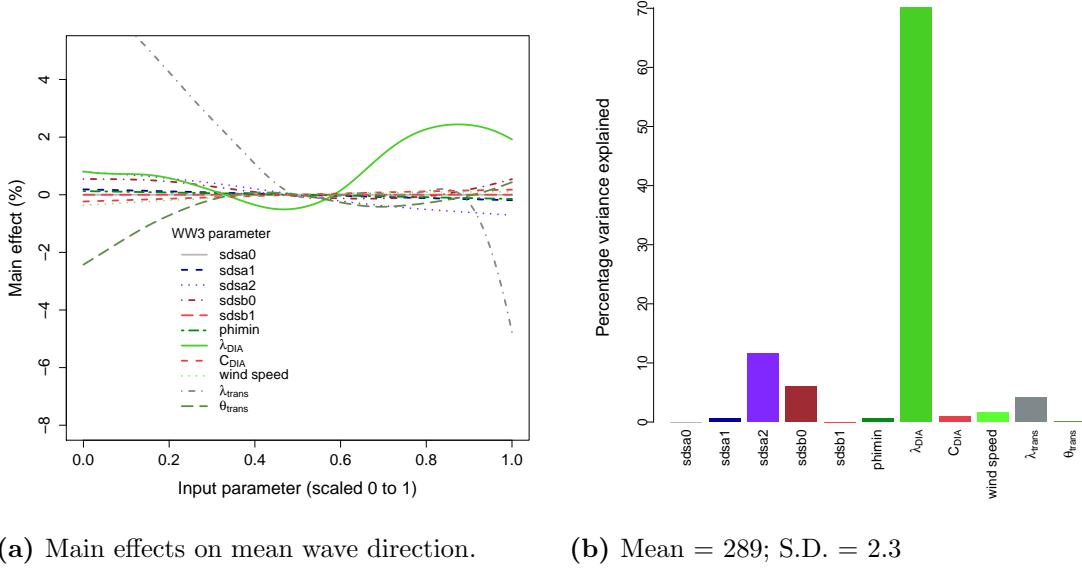 Main effect (%)
4
2
0
−2
−4
−6
−8
WW3 parameter
sdsa0
sdsa1
sdsa2
sdsb0
sdsb1
phimin
λDIA
CDIA
wind speed
λtrans
θtrans
0.0
0.2
0.4
0.6
0.8
1.0
Input parameter (scaled 0 to 1)
(a) Main effects on mean wave direction.
Percentage variance explained
70
60
50
40
30
20
10
0
sdsa0
sdsa1
sdsa2
sdsb0
sdsb1
phimin
λDIA
CDIA
wind speed
λtrans
θtrans
(b) Mean = 289; S.D. = 2.3